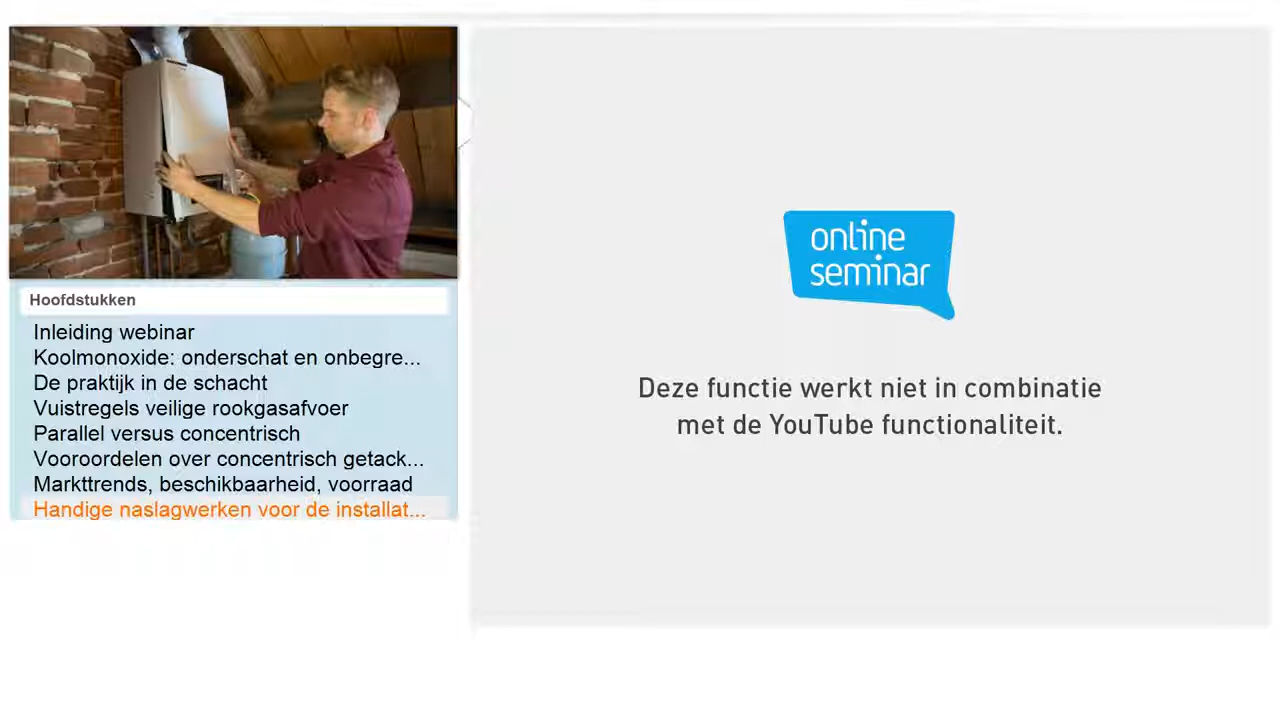 Hoofdstukken
Inleiding webinar
Koolmonoxide: onderschat en onbegre...
De praktijk in de schacht
Vuistregels veilige rookgasafvoer
Parallel versus concentrisch
Vooroordelen over concentrisch getack...
Markttrends, beschikbaarheid, voorraad
Handige naslagwerken voor de installat...
online
seminar
Deze functie werkt niet in combinatie
met de YouTube functionaliteit.